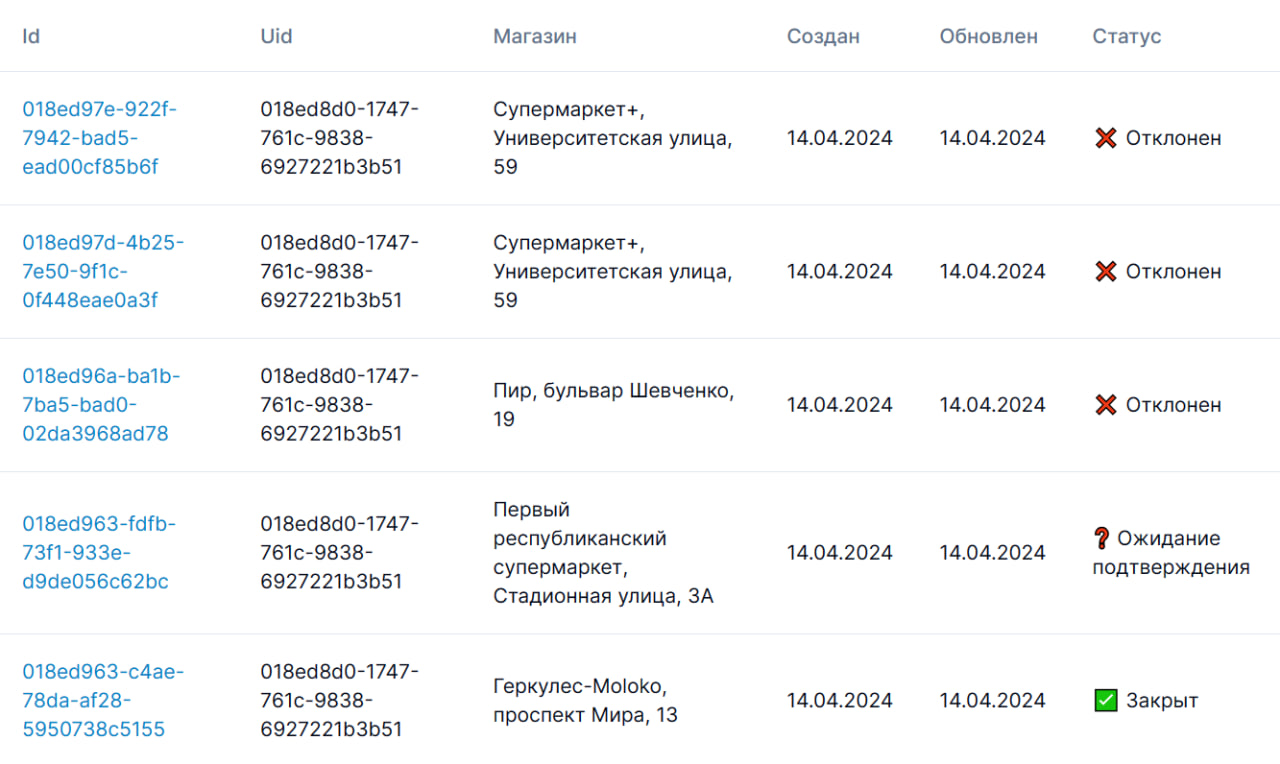 Id Uid Магазин Создан Обновлен Статус
018ed97e-922f-
7942-bad5-
ead00cf85b6f
018ed8d0-1747-
761c-9838-
6927221b3b51
Супермаркет+,
Университетская улица,
59
14.04.2024
14.04.2024
Отклонен
018ed97d-4b25-
7e50-9f1c-
0f448eae0a3f
018ed8d0-1747-
761c-9838-
6927221b3b51
Супермаркет+,
Университетская улица,
59
14.04.2024
14.04.2024
Отклонен
018ed96a-ba1b-
7ba5-bad0-
02da3968ad78
018ed8d0-1747-
761c-9838-
6927221b3b51
Пир, бульвар Шевченко,
19
14.04.2024
14.04.2024
Отклонен
018ed963-fdfb-
73f1-933e-
d9de056c62bc
018ed8d0-1747-
761c-9838-
6927221b3b51
Первый
республиканский
супермаркет,
Стадионная улица, 3А
14.04.2024
14.04.2024
❓ Ожидание
подтверждения
018ed963-c4ae-
78da-af28-
5950738c5155
018ed8d0-1747-
761c-9838-
6927221b3b51
Геркулес-Moloko,
проспект Мира, 13
14.04.2024
14.04.2024
Закрыт